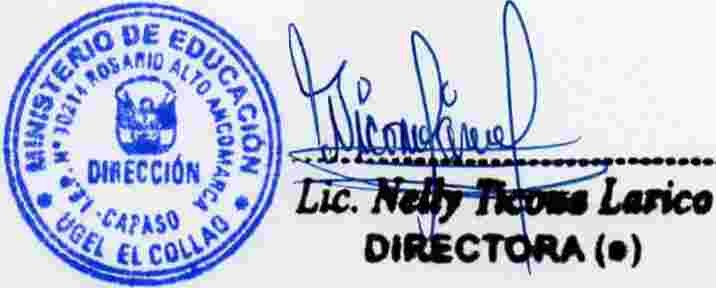 MINISTERIO DE EDUCACIÓN
I.E.P. N° 70214 ROSARIO ALTO ANCOMARCA
DIRECCIÓN
-CAPASO
UGEL EL COLLAO
Lic. Nelly Ticona Larico
DIRECTORA (e)